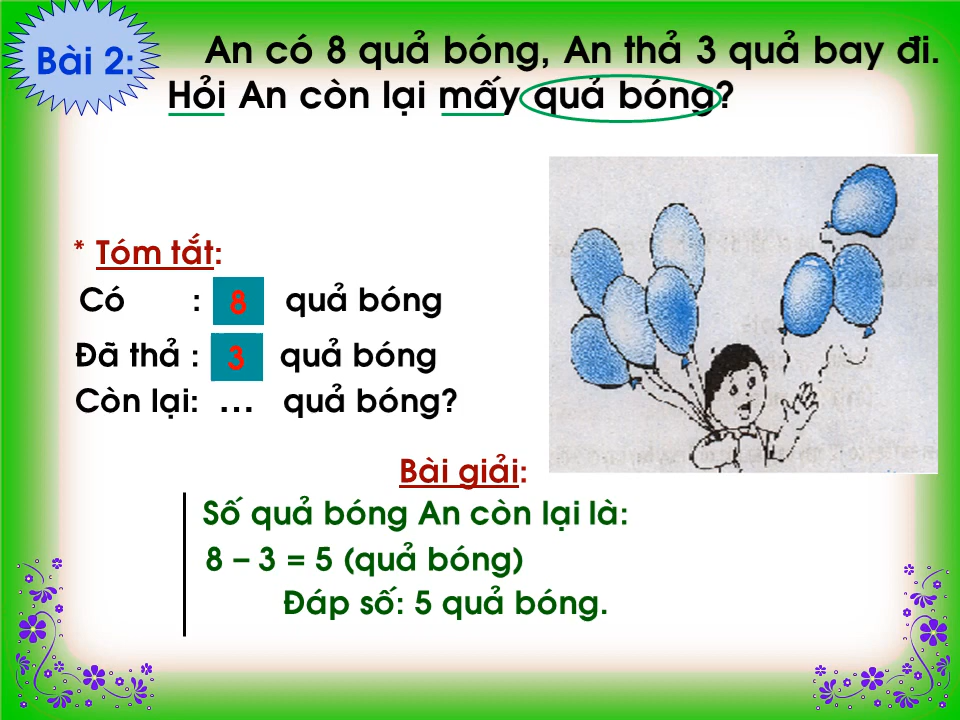 Bài 2:
An có 8 quả bóng, An thả 3 quả bay đi.
Hỏi An còn lại mấy quả bóng?
* Tóm tắt:
Có : 8 quả bóng
Đã thả : 3 quả bóng
Còn lại: ... quả bóng?
Bài giải:
Số quả bóng An còn lại là:
8 – 3 = 5 (quả bóng)
Đáp số: 5 quả bóng.